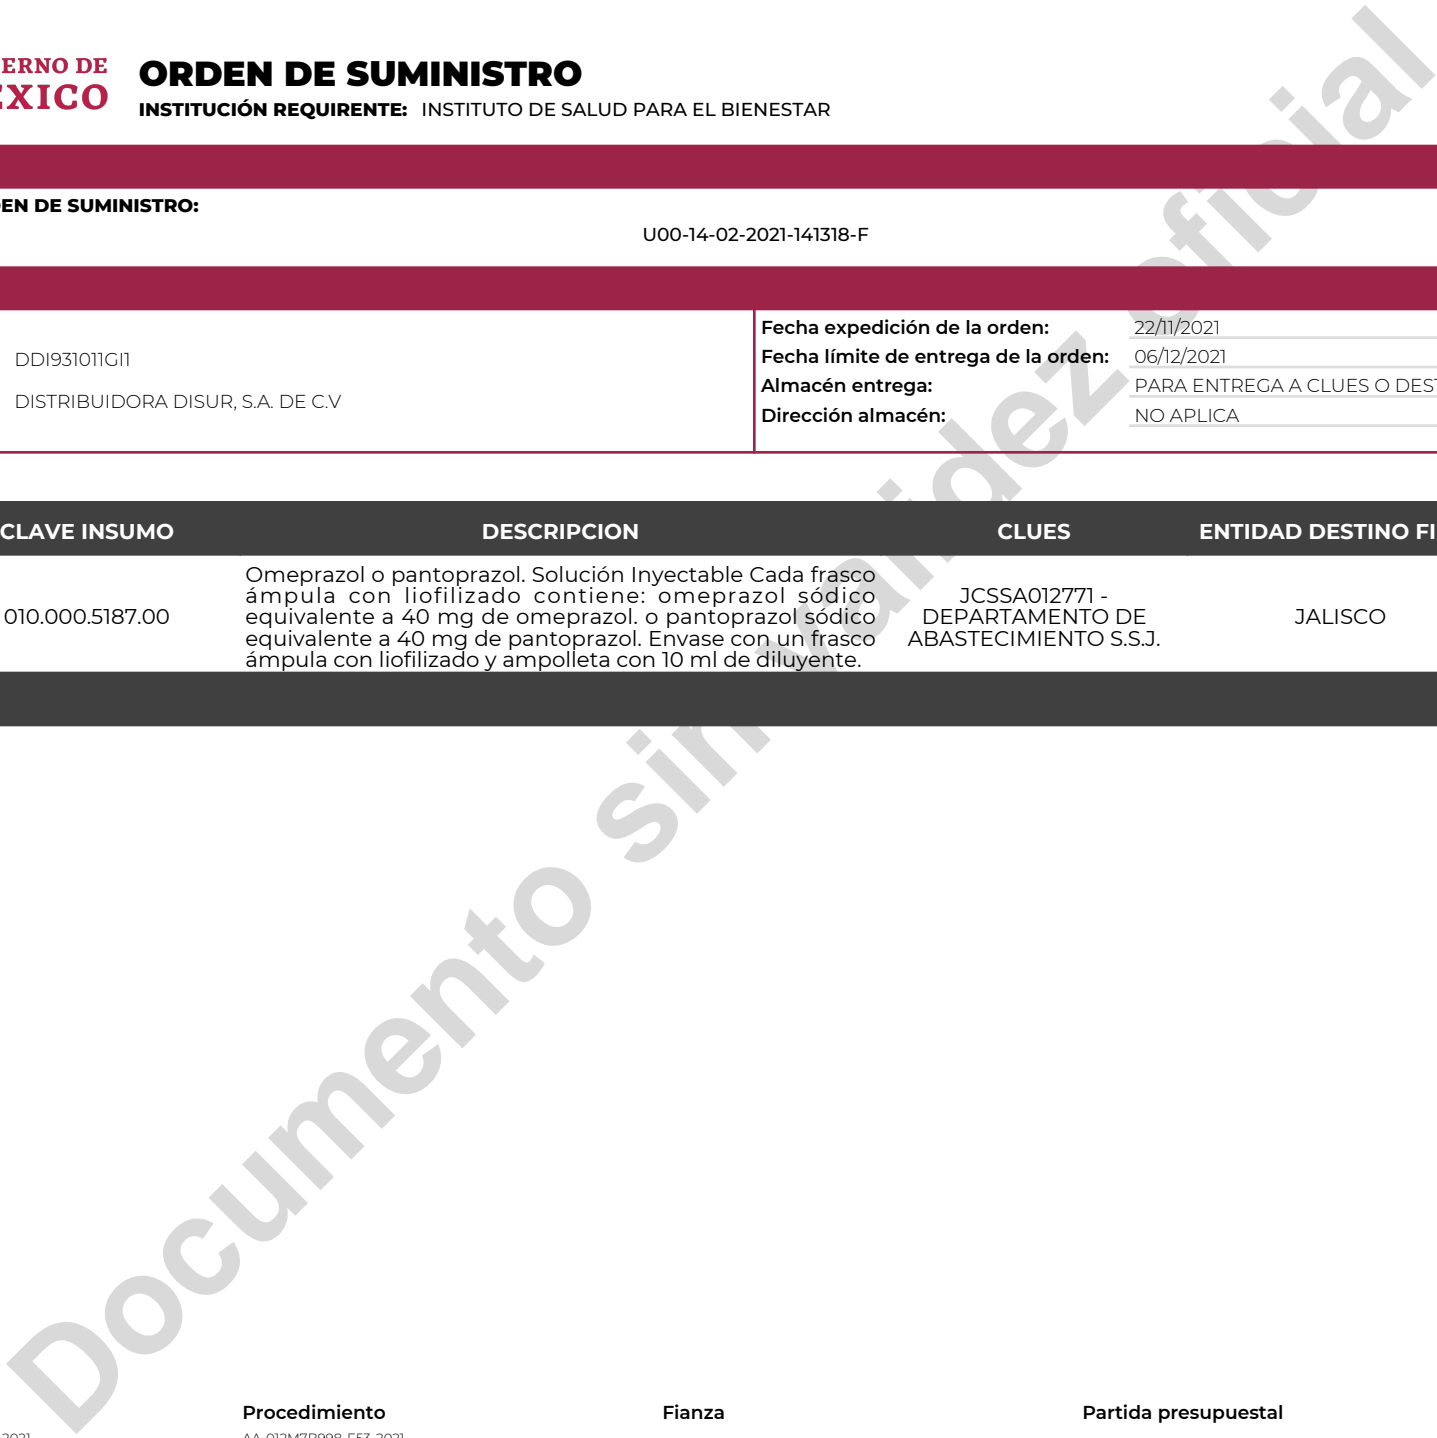 ERNO DE
EXICO
ORDEN DE SUMINISTRO
INSTITUCIÓN REQUIRENTE: INSTITUTO DE SALUD PARA EL BIENESTAR
EN DE SUMINISTRO:
U00-14-02-2021-141318-F
DDI931011GI1
DISTRIBUIDORA DISUR, S.A. DE C.V
Fecha expedición de la orden: 22/11/2021
Fecha límite de entrega de la orden: 06/12/2021
Almacén entrega: PARA ENTREGA A CLUES O DEST
Dirección almacén: NO APLICA
CLAVE INSUMO DESCRIPCION CLUES ENTIDAD DESTINO FI
010.000.5187.00
Omeprazol o pantoprazol. Solución Inyectable Cada frasco
ámpula con liofilizado contiene: omeprazol sódico
equivalente a 40 mg de omeprazol. o pantoprazol sódico
equivalente a 40 mg de pantoprazol. Envase con un frasco
ámpula con liofilizado y ampolleta con 10 ml de diluyente.
JCSSA012771 -
DEPARTAMENTO DE
ABASTECIMIENTO S.S.J.
JALISCO
Documento sin validez oficial
Procedimiento Fianza Partida presupuestal